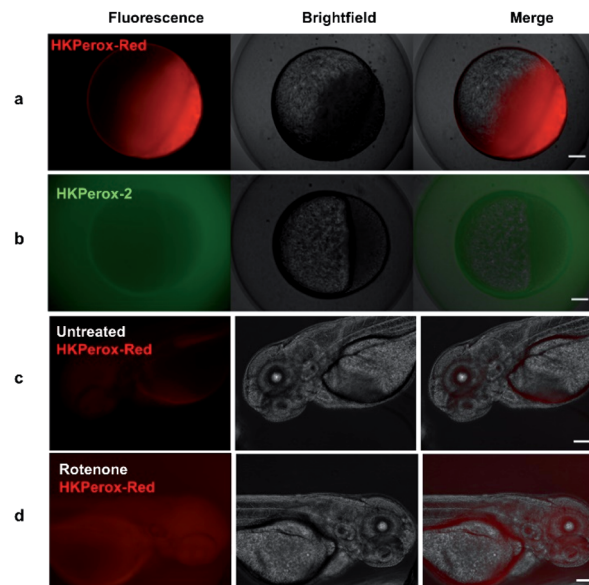 Fluorescence Brightfield Merge
HKPerox-Red
a
HKPerox-2
b
Untreated
HKPerox-Red
c
Rotenone
HKPerox-Red
d